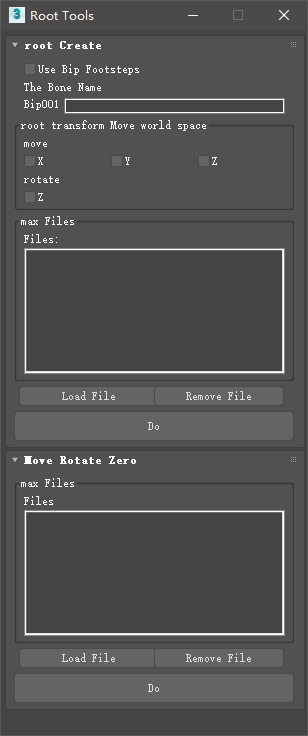 3 Root Tools
root Create
Use Bip Footsteps
The Bone Name
Bip001
root transform Move world space
move
X Y Z
rotate
Z
max Files
Files:
Load File Remove File
Do
Move Rotate Zero
max Files
Files
Load File Remove File
Do